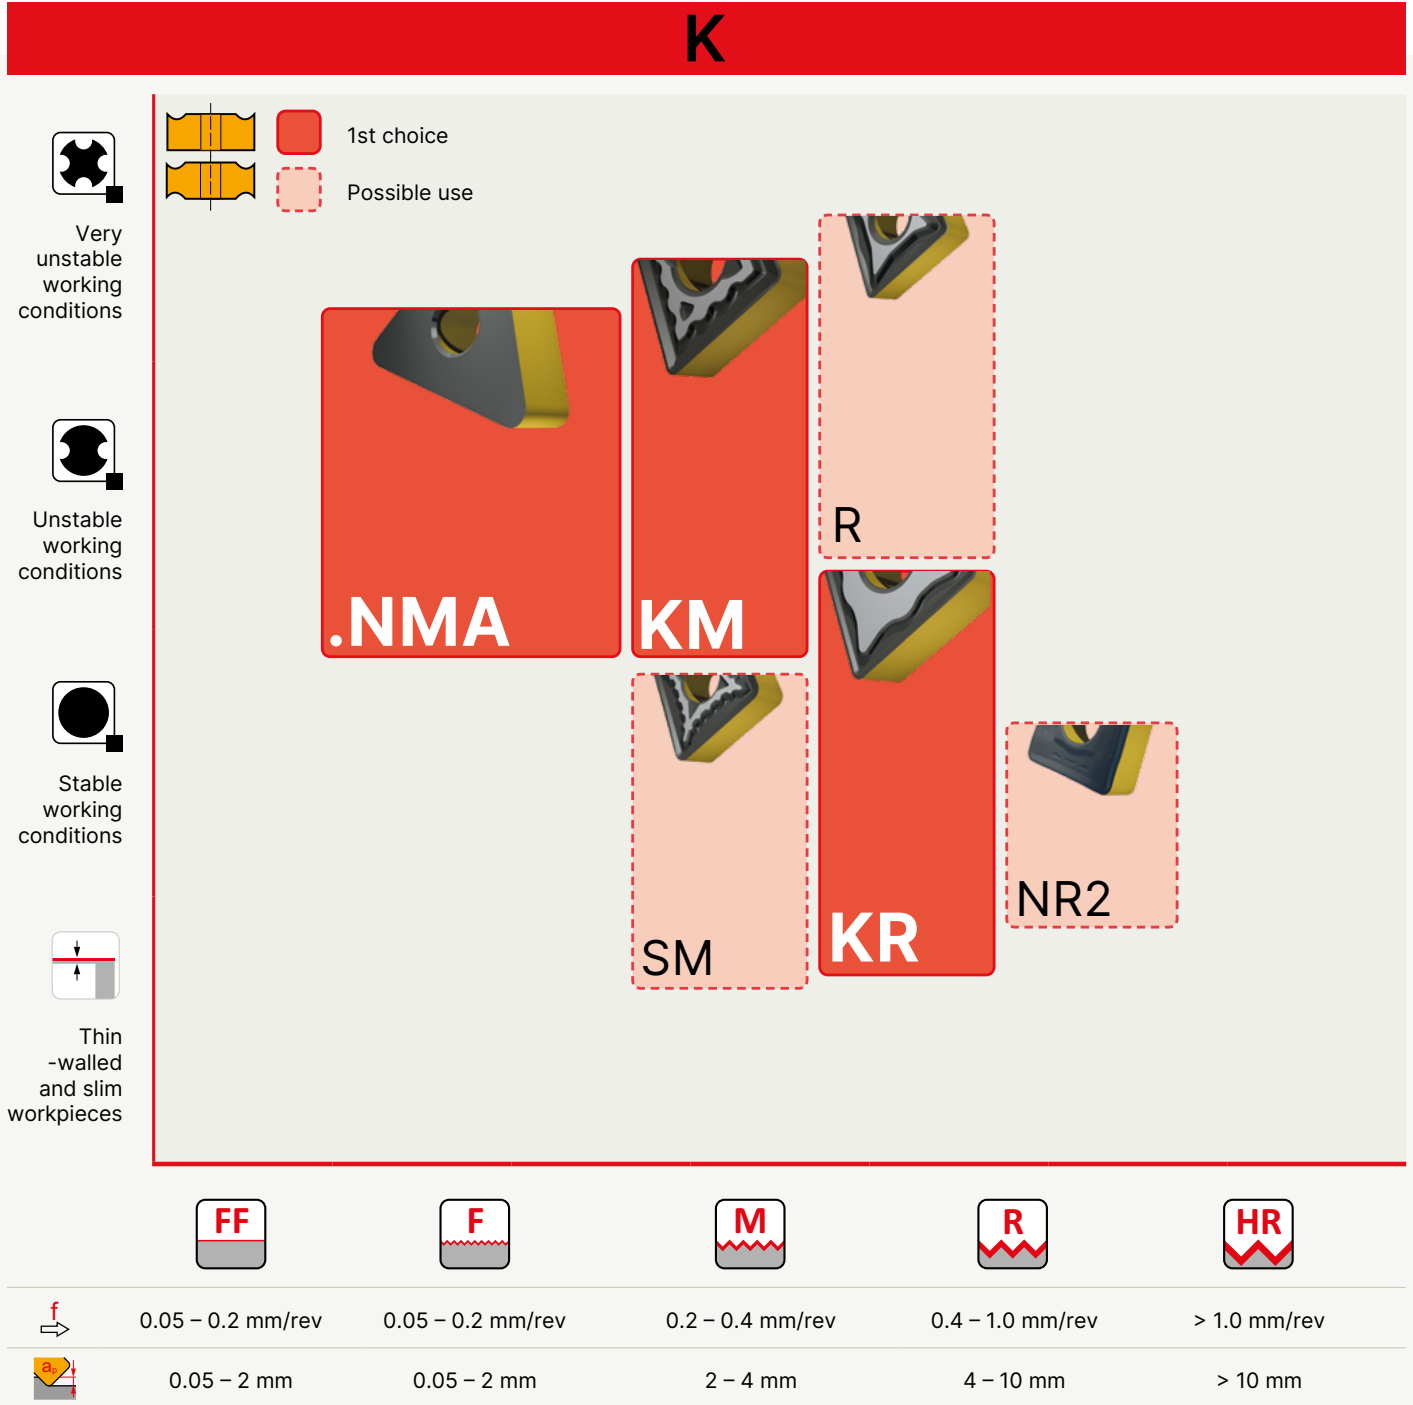 K
1st choice
Possible use
Very
unstable
working
conditions
Unstable
working
conditions
Stable
working
conditions
Thin
-walled
and slim
workpieces
R
.NMA
KM
KR
NR2
SM
FF
F
M
R
HR
f
0.05 – 0.2 mm/rev
0.05 – 0.2 mm/rev
0.2 – 0.4 mm/rev
0.4 – 1.0 mm/rev
> 1.0 mm/rev
aₚ
0.05 – 2 mm
0.05 – 2 mm
2 – 4 mm
4 – 10 mm
> 10 mm